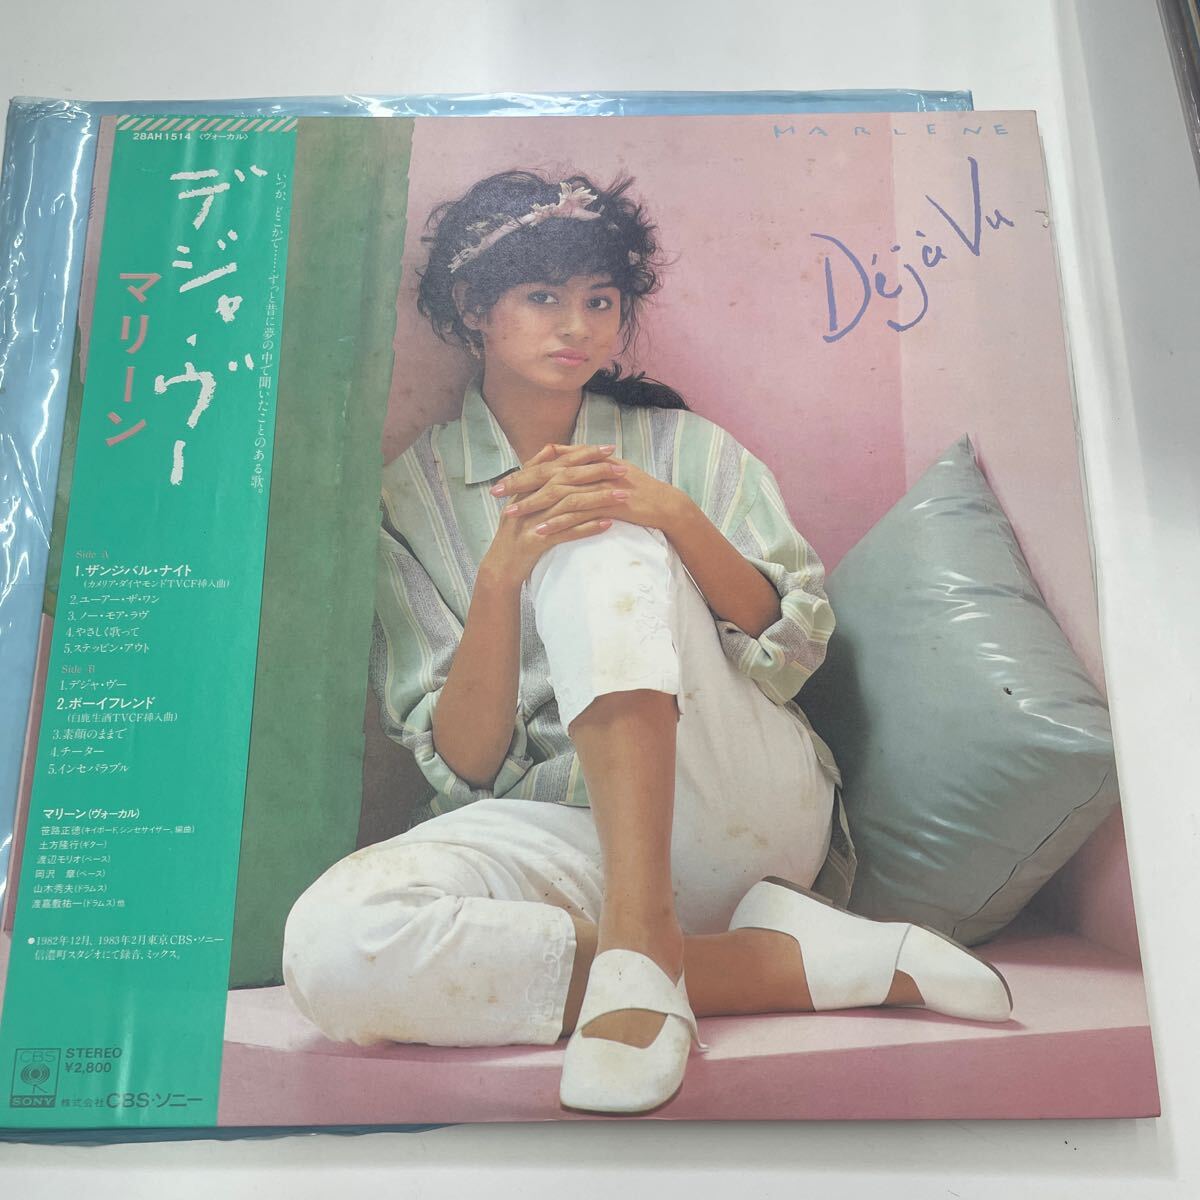 28AH1514 〈ヴォーカル〉
デジャ・ヴー
マリーン
いつか、どこかで……ずっと昔に夢の中で聞いたことのある歌。
Side A
1.ザンジバル・ナイト
(カメリア・ダイヤモンドTVCF挿入曲)
2.ユーアー・ザ・ワン
3.ノー・モア・ラヴ
4.やさしく歌って
5.ステッピン・アウト
Side B
1.デジャ・ヴー
2.ボーイフレンド
(白鹿生酒TVCF挿入曲)
3.素顔のままで
4.チーター
5.インセパラブル
マリーン(ヴォーカル)
笹路正徳(キイボード、シンセサイザー、編曲)
土方隆行(ギター)
渡辺モリオ(ベース)
岡沢 章(ベース)
山木秀夫(ドラムス)
渡嘉敷祐一(ドラムス)他
●1982年12月、1983年2月東京CBS・ソニー
信濃町スタジオにて録音、ミックス。
CBS
SONY
STEREO
¥2,800
株式会社CBS・ソニー
MARLENE
Déjà Vu